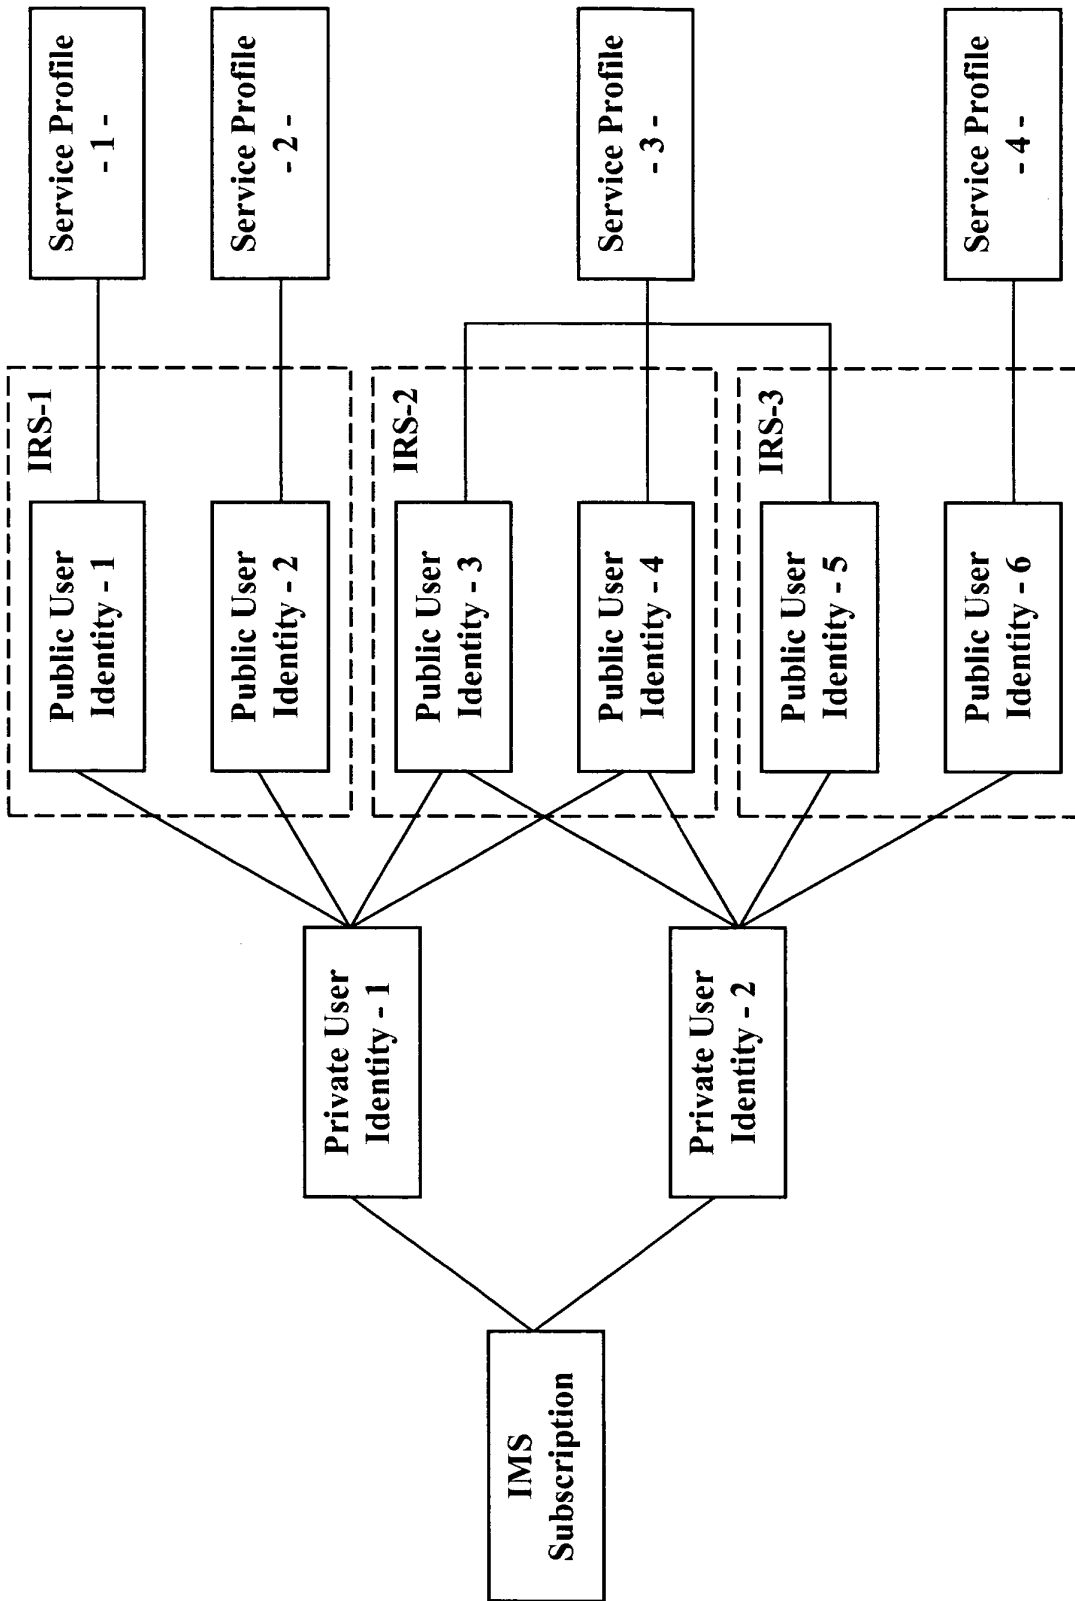 IMS
Subscription
Private User
Identity - 1
Private User
Identity - 2
IRS-1
Public User
Identity - 1
Public User
Identity - 2
IRS-2
Public User
Identity - 3
Public User
Identity - 4
IRS-3
Public User
Identity - 5
Public User
Identity - 6
Service Profile
- 1 -
Service Profile
- 2 -
Service Profile
- 3 -
Service Profile
- 4 -